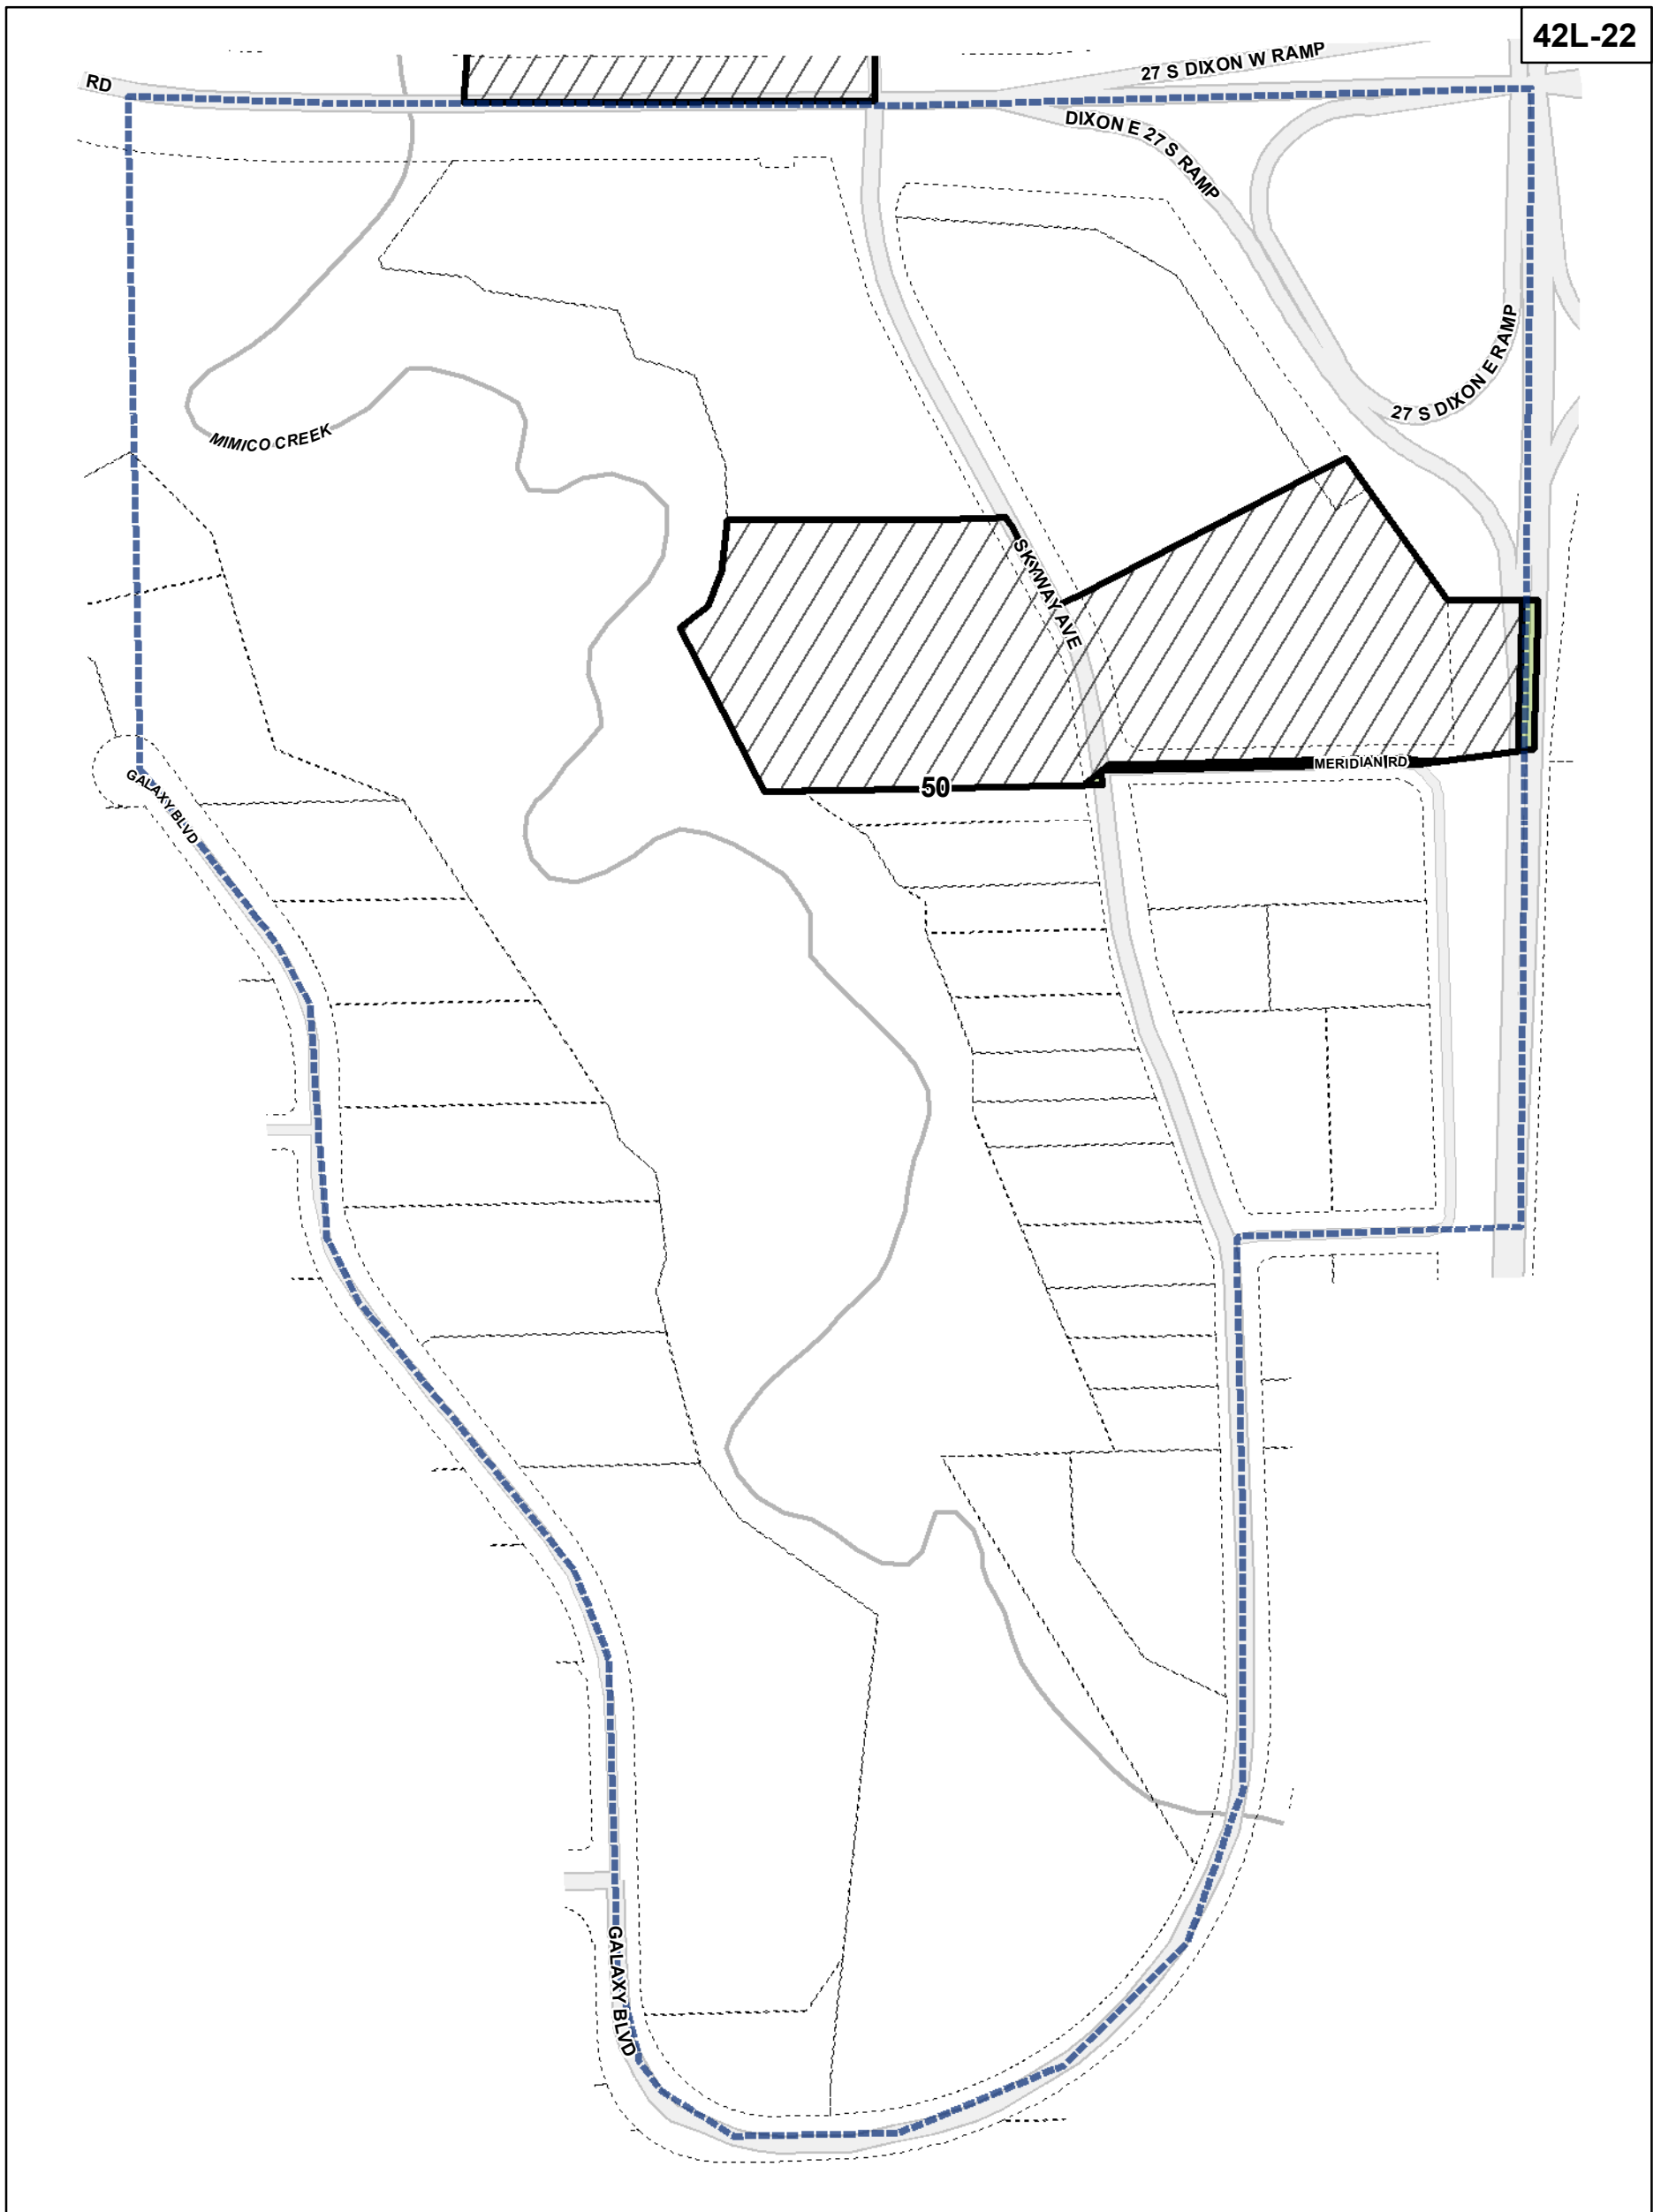 42L-22
27 S DIXON W RAMP
RD
DIXON E 27 S RAMP
27 S DIXON E RAMP
MIMICO CREEK
SKYWAY AVE
MERIDIAN RD
GALAXY BLVD
50
GALAXY BLVD